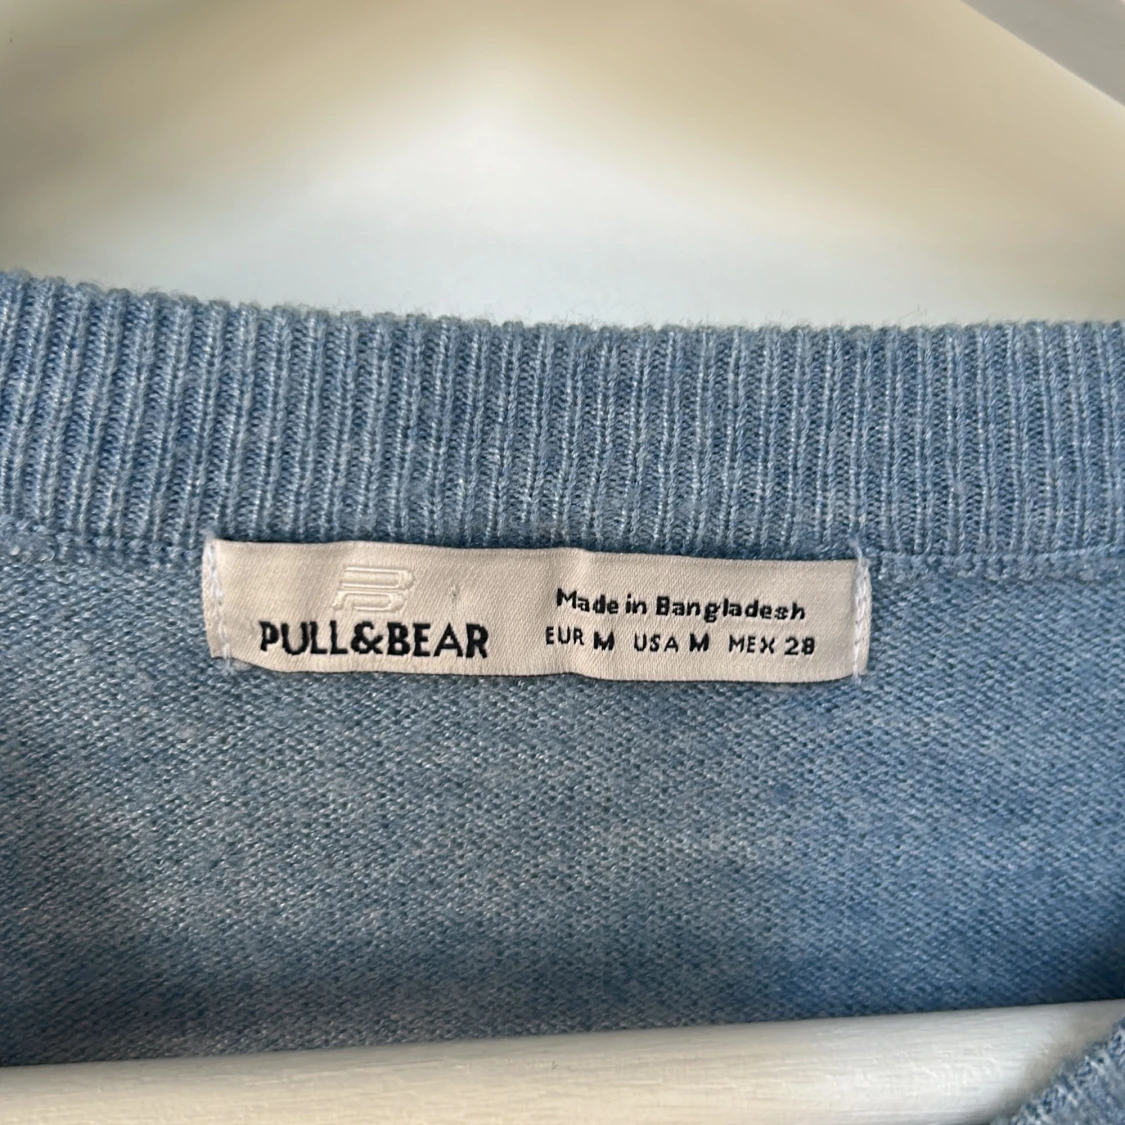 PULL&BEAR
Made in Bangladesh
EUR M USA M MEX 28